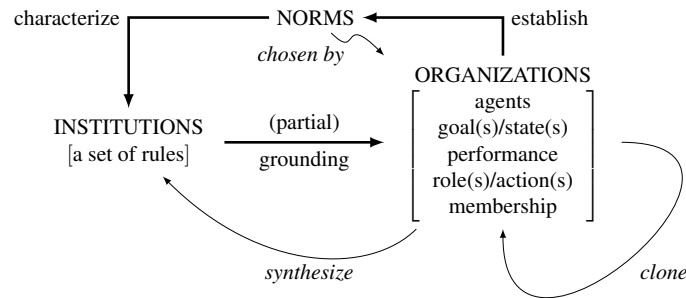 characterize
NORMS
establish
chosen by
ORGANIZATIONS
agents
goal(s)/state(s)
performance
role(s)/action(s)
membership
INSTITUTIONS
[a set of rules]
(partial)
grounding
synthesize
clone